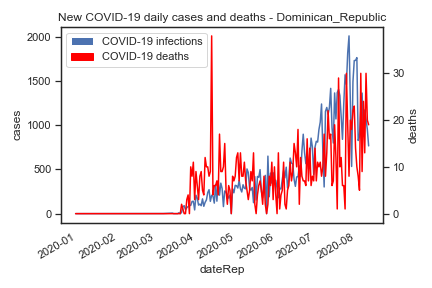 New COVID-19 daily cases and deaths - Dominican_Republic
COVID-19 infections
COVID-19 deaths
2000
1500
1000
500
0
cases
30
20
10
0
deaths
2020-01
2020-02
2020-03
2020-04
2020-05
2020-06
2020-07
2020-08
dateRep